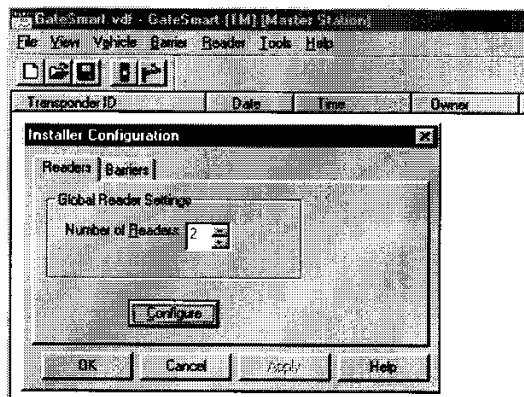 GateSmart.vdf - GateSmart (TM) [Master Station]
File View Vehicle Barrier Reader Tools Help
Transponder ID Date Time Owner
Installer Configuration
Readers Barriers
Global Reader Settings
Number of Readers: 2
Configure
OK Cancel Apply Help